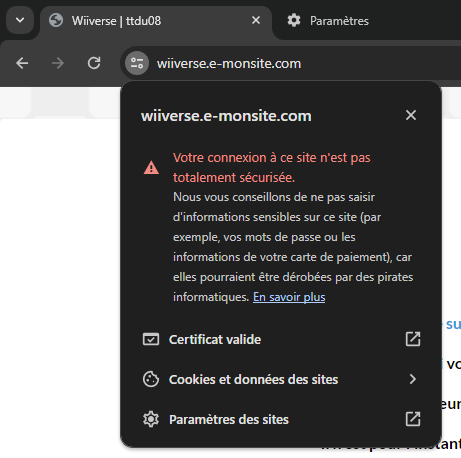 Wiiverse | ttdu08
Paramètres
wiiverse.e-monsite.com
wiiverse.e-monsite.com
Votre connexion à ce site n'est pas
totalement sécurisée.
Nous vous conseillons de ne pas saisir
d'informations sensibles sur ce site (par
exemple, vos mots de passe ou les
informations de votre carte de paiement), car
elles pourraient être dérobées par des pirates
informatiques. En savoir plus
su
Certificat valide
vo
Cookies et données des sites
eur
Paramètres des sites
pour l'instant